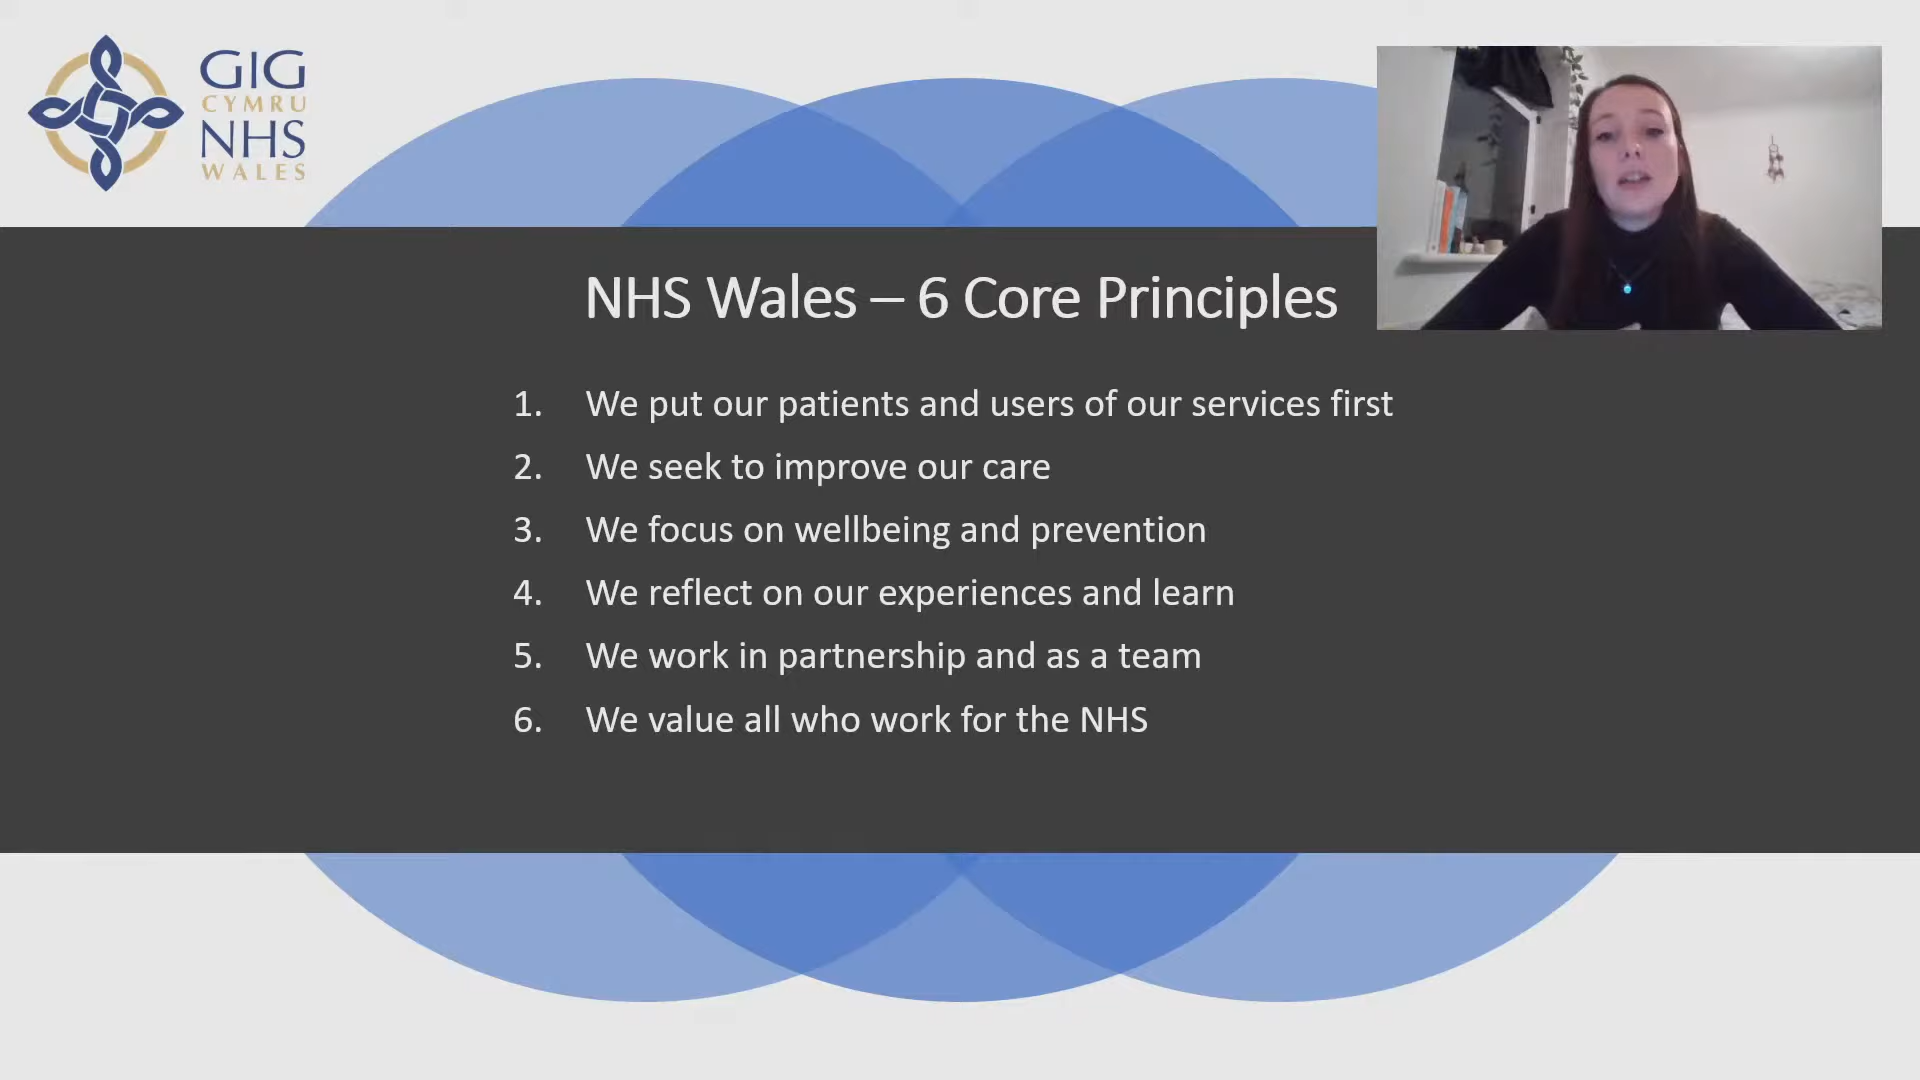 GIG
CYMRU
NHS
WALES
NHS Wales – 6 Core Principles
1. We put our patients and users of our services first
2. We seek to improve our care
3. We focus on wellbeing and prevention
4. We reflect on our experiences and learn
5. We work in partnership and as a team
6. We value all who work for the NHS